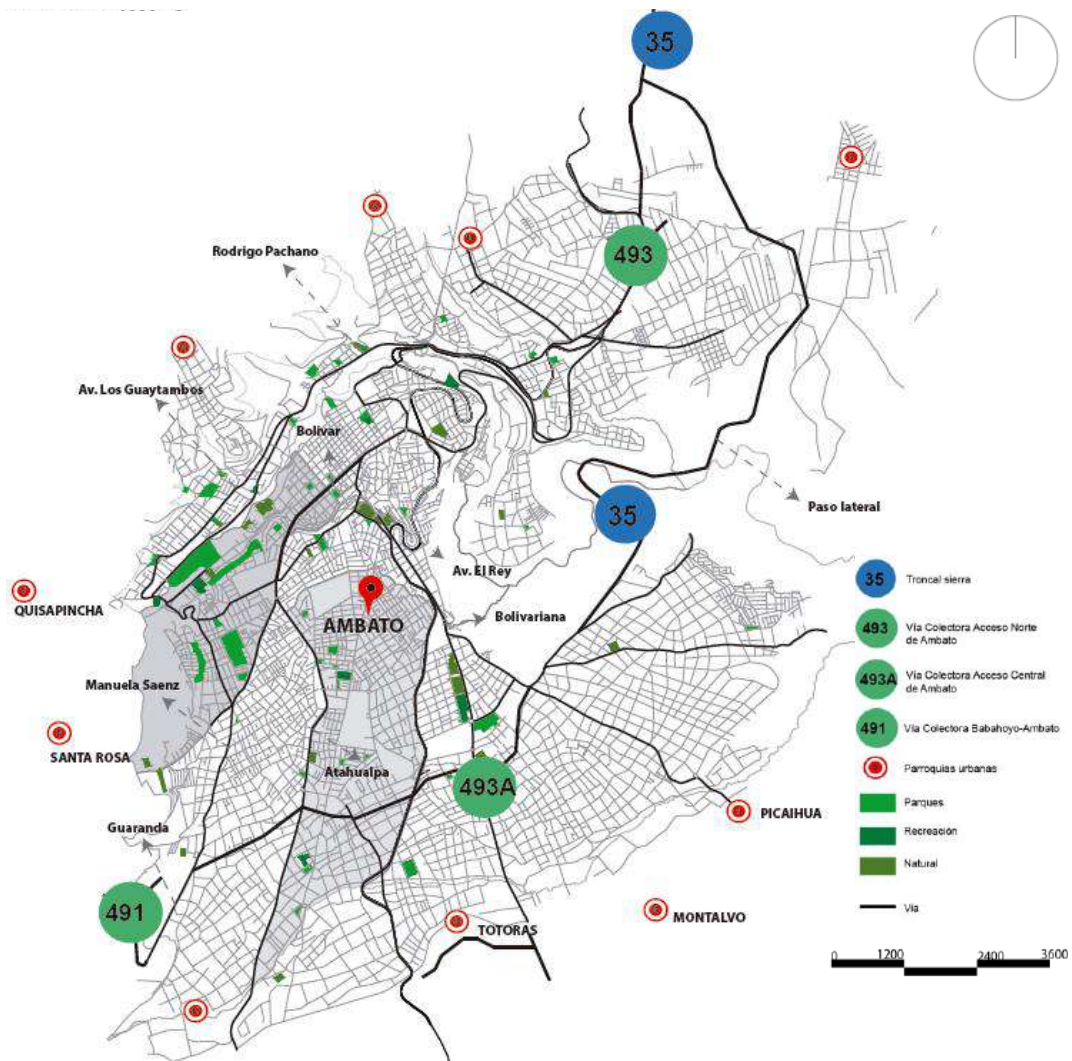 35
493
Rodrigo Pachano
Av. Los Guaytambos
Bolivar
35
Paso lateral
Av. El Rey
QUISAPINCHA
AMBATO
Bolivariana
Manuela Saenz
SANTA ROSA
Atahualpa
493A
PICAIHUA
Guaranda
491
TOTORAS
MONTALVO
35 Troncal sierra
493 Vía Colectora Acceso Norte
de Ambato
493A Vía Colectora Acceso Central
de Ambato
491 Vía Colectora Babahoyo-Ambato
Parroquias urbanas
Parques
Recreación
Natural
Vía
0 1200 2400 3600